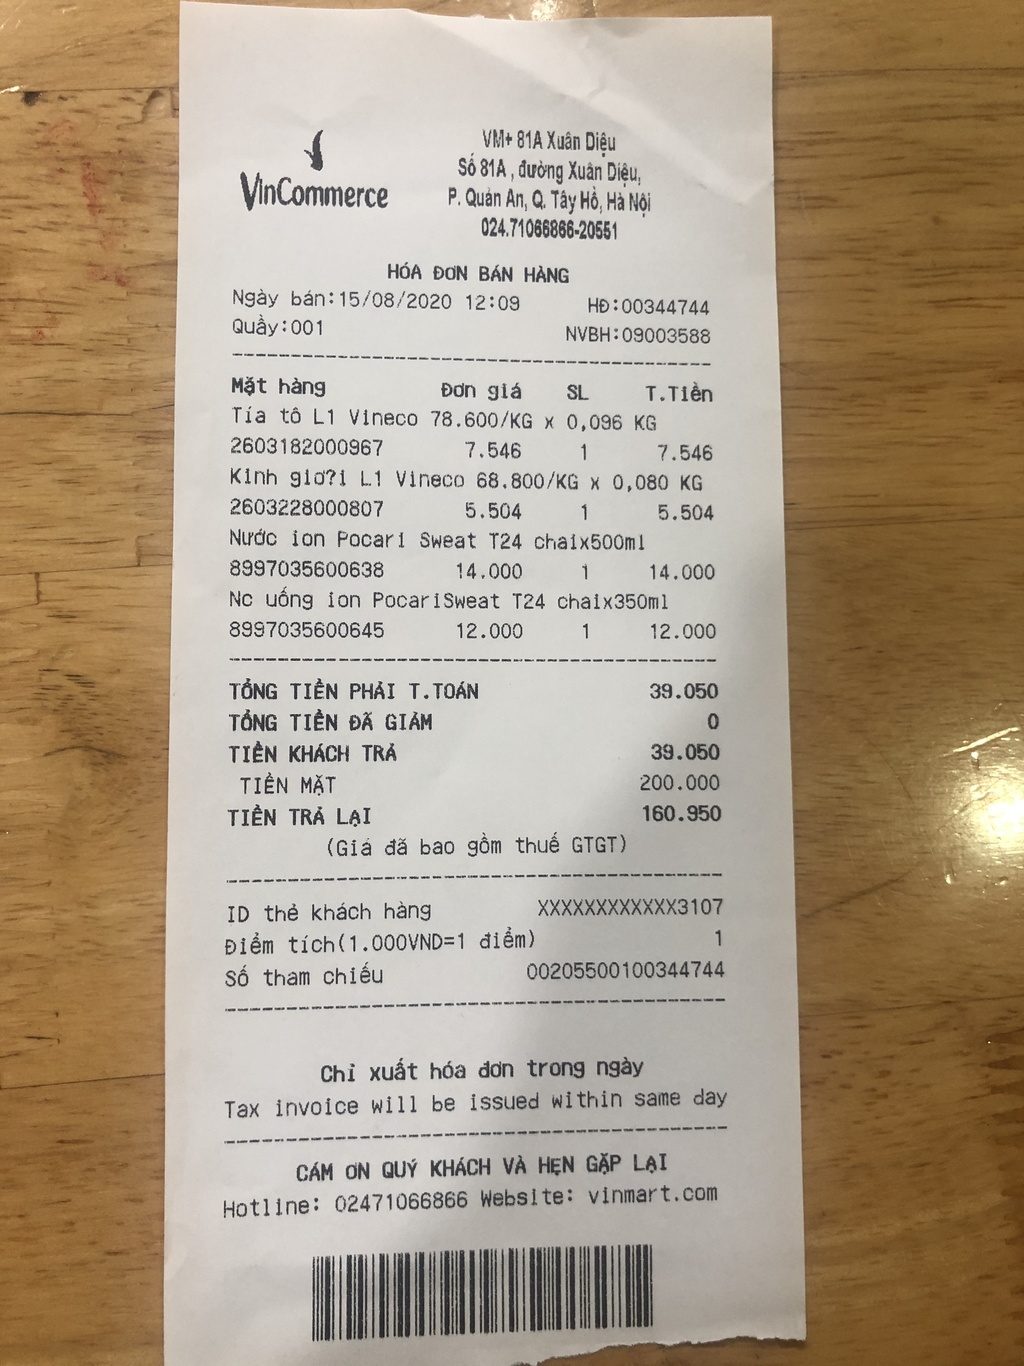 VinCommerce
VM+ 81A Xuân Diệu
Số 81A , đường Xuân Diệu,
P. Quản An, Q. Tây Hồ, Hà Nội
024.71066866-20551
HÓA ĐƠN BÁN HÀNG
Ngày bán:15/08/2020 12:09 HĐ:00344744
Quầy:001 NVBH:09003588
Mặt hàng Đơn giá SL T.Tiền
Tía tô L1 Vineco 78.600/KG x 0,096 KG
2603182000967 7.546 1 7.546
Kinh giơ?i L1 Vineco 68.800/KG x 0,080 KG
2603228000807 5.504 1 5.504
Nước ion Pocari Sweat T24 chaix500ml
8997035600638 14.000 1 14.000
Nc uống ion PocariSweat T24 chaix350ml
8997035600645 12.000 1 12.000
TỔNG TIỀN PHẢI T.TOÁN 39.050
TỔNG TIỀN ĐÃ GIẢM 0
TIỀN KHÁCH TRẢ 39.050
TIỀN MẶT 200.000
TIỀN TRẢ LẠI 160.950
(Giá đã bao gồm thuế GTGT)
ID thẻ khách hàng XXXXXXXXXXXX3107
Điểm tích(1.000VND=1 điểm) 1
Số tham chiếu 00205500100344744
Chỉ xuất hóa đơn trong ngày
Tax invoice will be issued within same day
CẢM ƠN QUÝ KHÁCH VÀ HẸN GẶP LẠI
Hotline: 02471066866 Website: vinmart.com